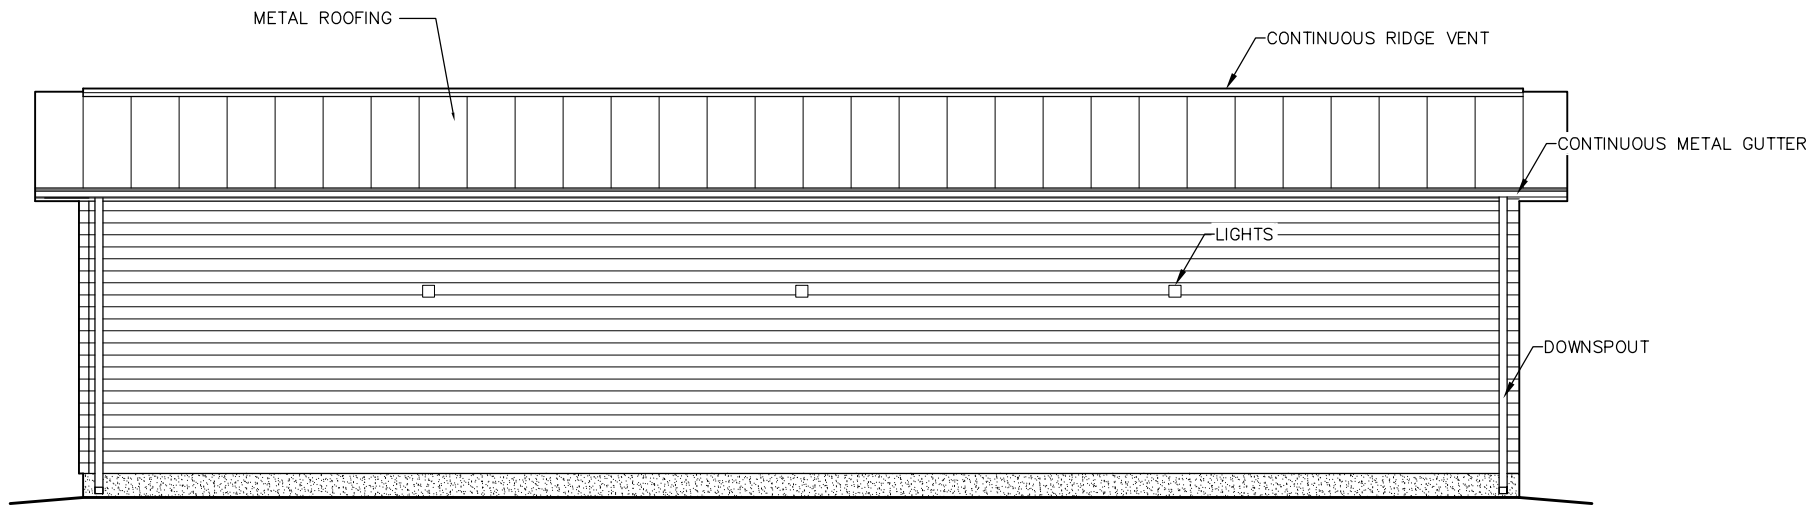 METAL ROOFING
CONTINUOUS RIDGE VENT
CONTINUOUS METAL GUTTER
LIGHTS
DOWNSPOUT